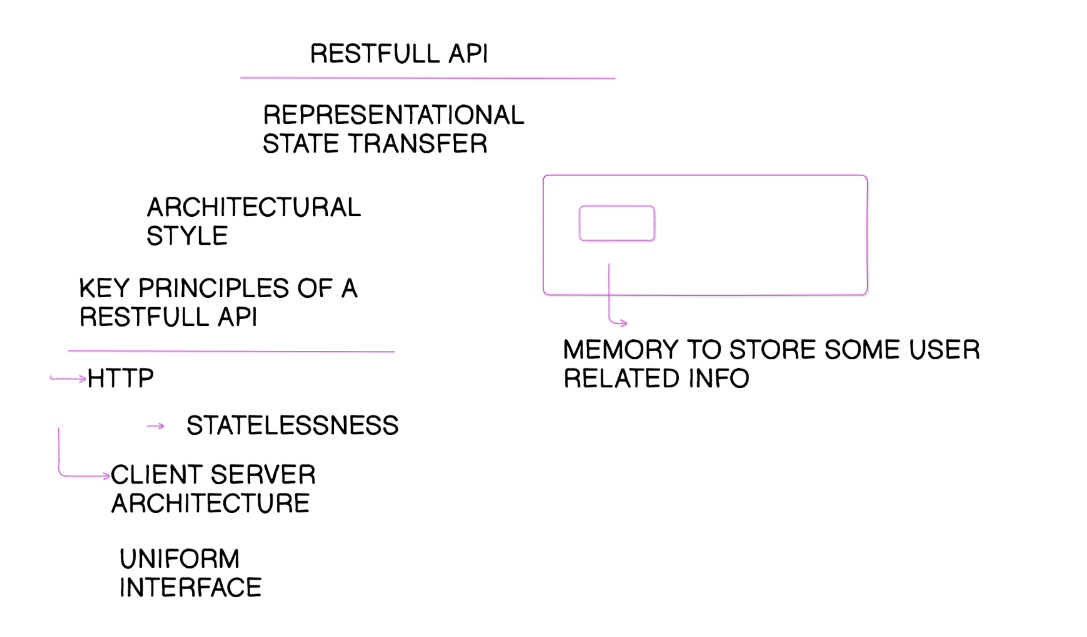 RESTFULL API
REPRESENTATIONAL
STATE TRANSFER
ARCHITECTURAL
STYLE
KEY PRINCIPLES OF A
RESTFULL API
HTTP
STATELESSNESS
CLIENT SERVER
ARCHITECTURE
UNIFORM
INTERFACE
MEMORY TO STORE SOME USER
RELATED INFO